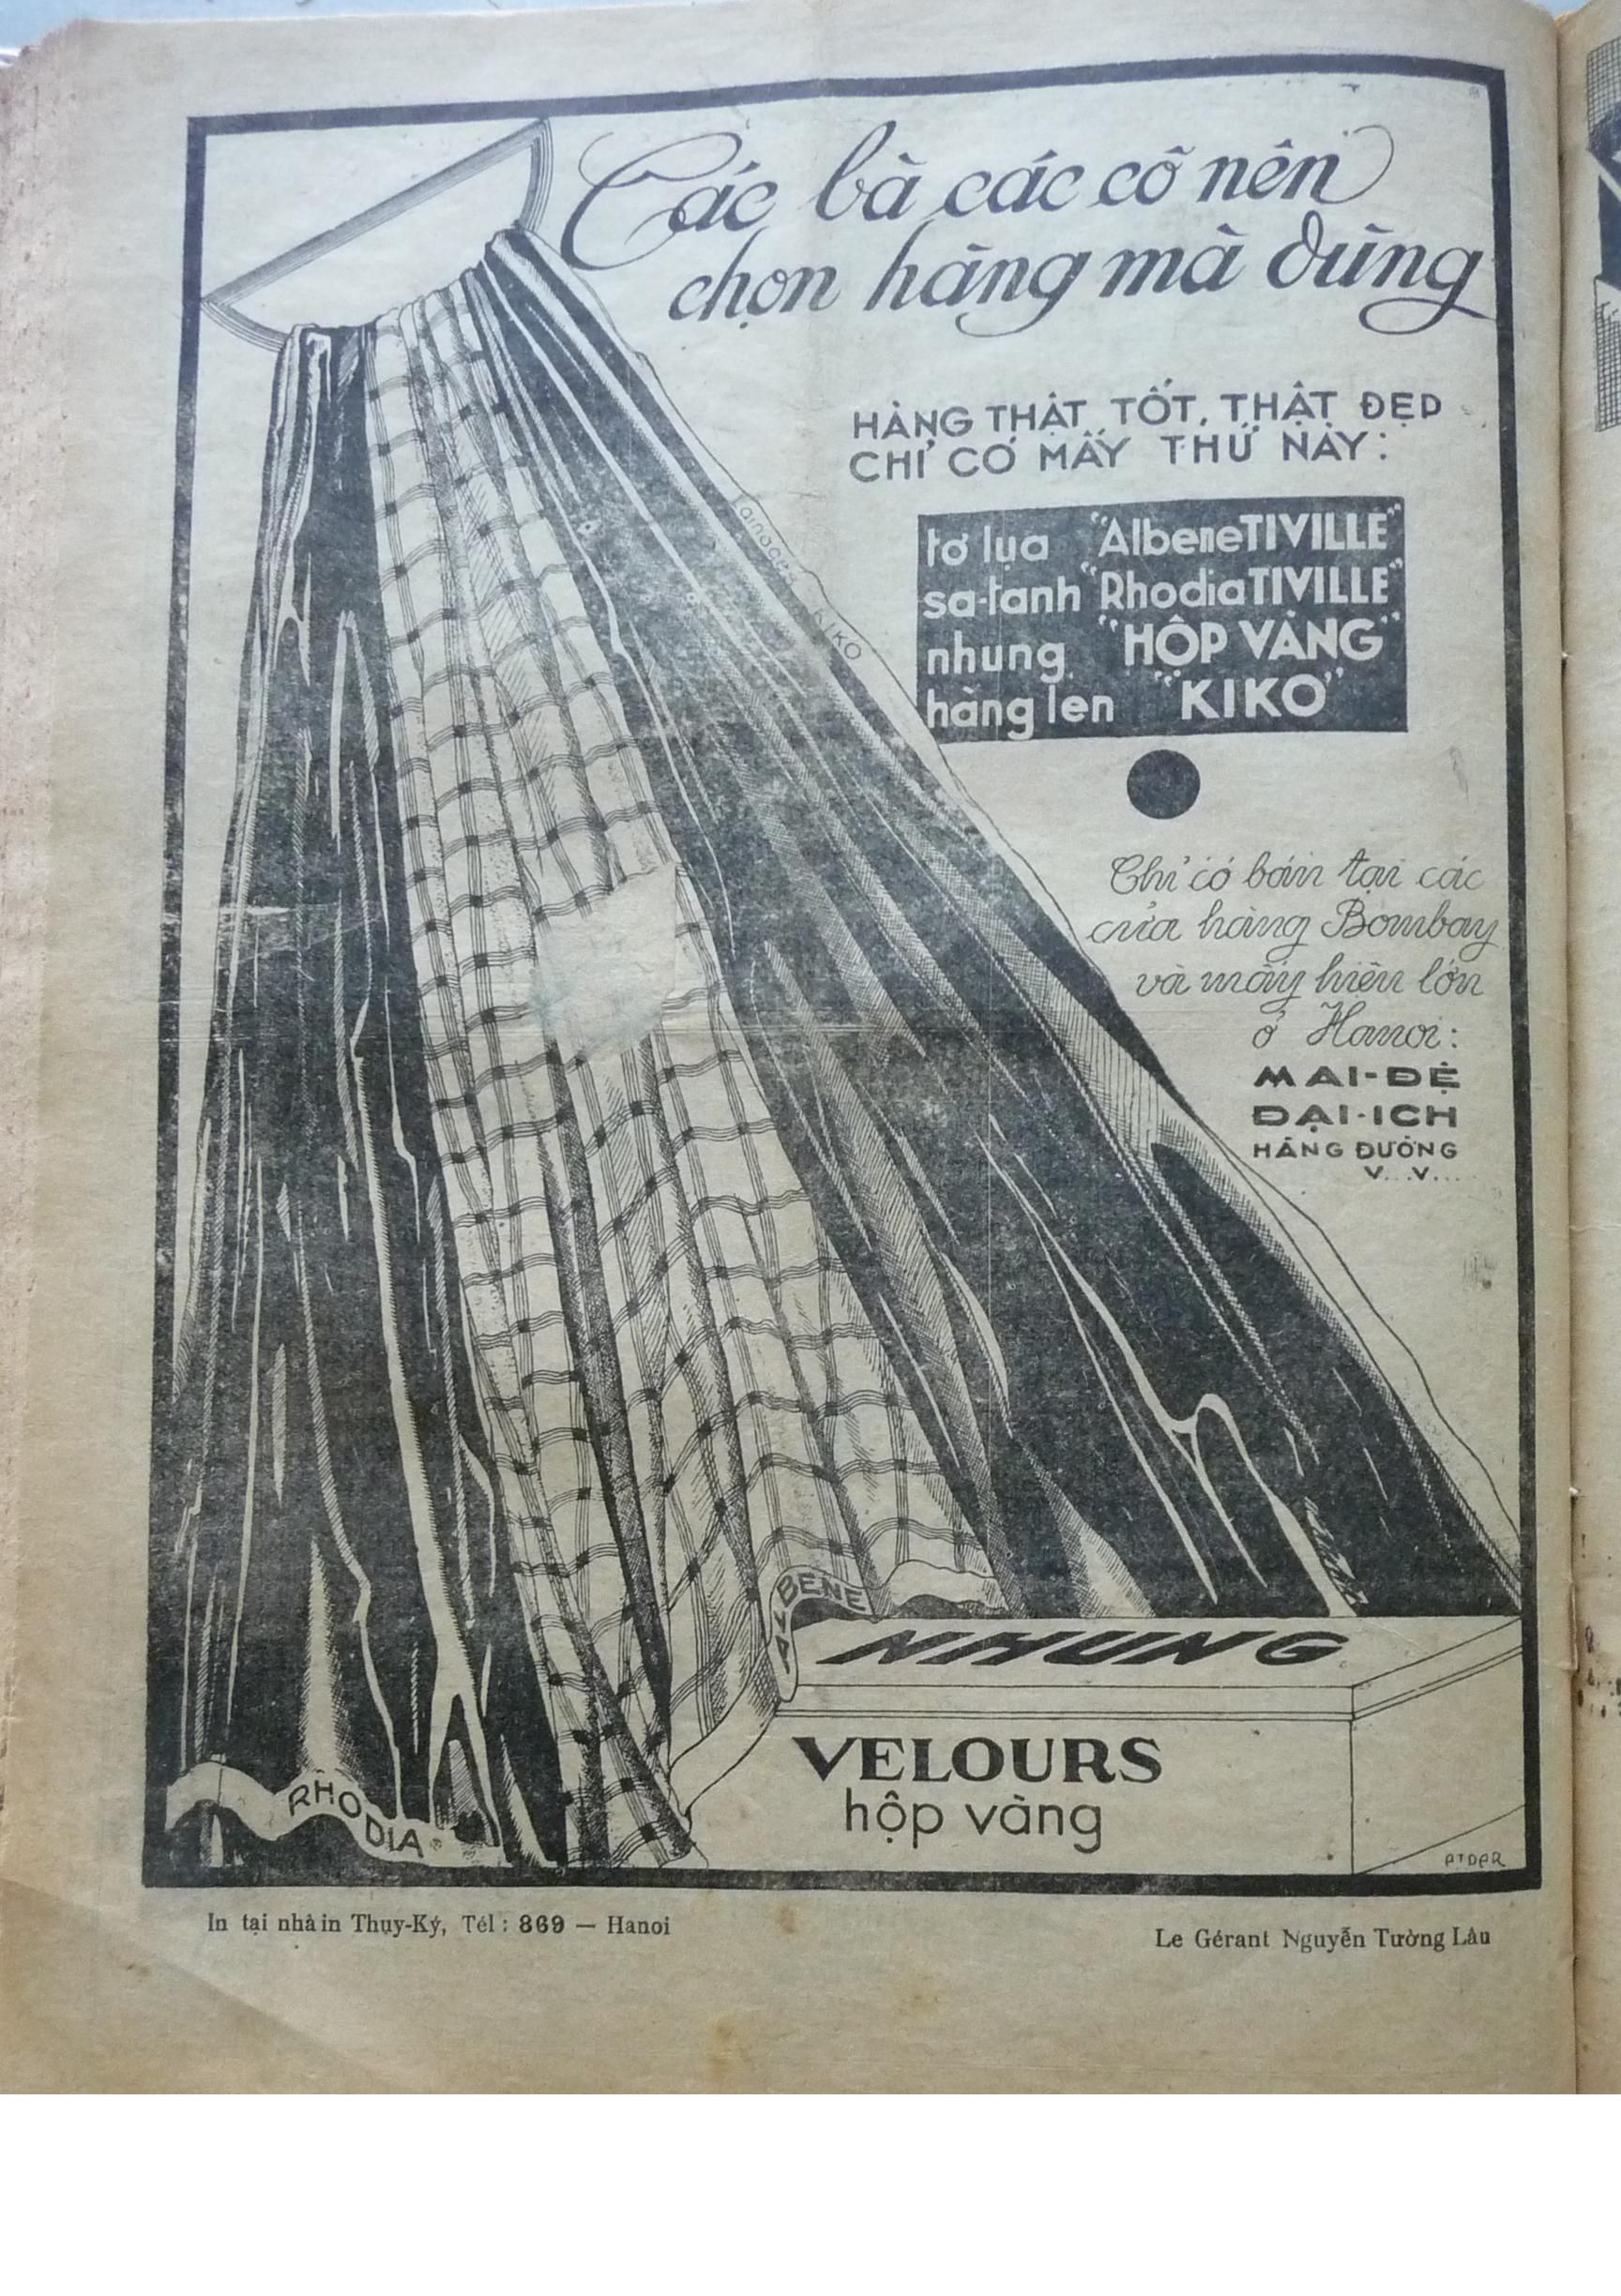 Các bà các cô nên
chọn hàng mà dùng
HÀNG THẬT TỐT, THẬT ĐẸP
CHỈ CÓ MẤY THỨ NÀY:
tơ lụa "AlbeneTIVILLE"
sa-tanh "RhodiaTIVILLE"
nhung "HỘP VÀNG"
hàng len "KIKO"
KIKO
Chỉ có bán tại các
cửa hàng Bombay
và mấy hiệu lớn
ở Hanoi:
MAI-ĐỆ
ĐẠI-ICH
HÀNG ĐƯỜNG
V...V...
ALBENE
NHUNG
VELOURS
hộp vàng
RHODIA
In tại nhà in Thụy-Ký, Tél : 869 — Hanoi
Le Gérant Nguyễn Tường Lâu